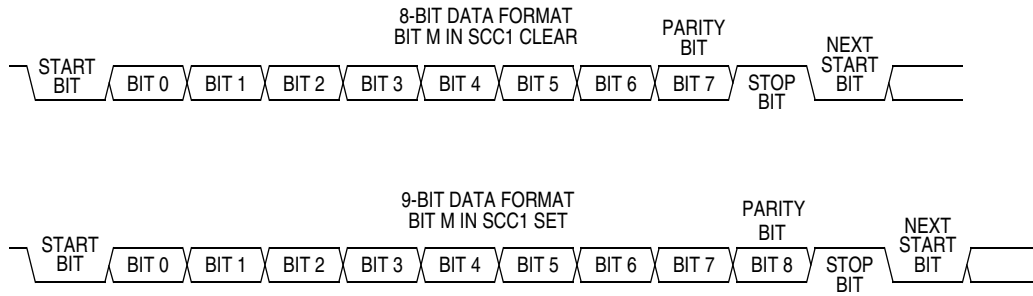 8-BIT DATA FORMAT
BIT M IN SCC1 CLEAR
PARITY
BIT
START
BIT
BIT 0
BIT 1
BIT 2
BIT 3
BIT 4
BIT 5
BIT 6
BIT 7
STOP
BIT
NEXT
START
BIT
9-BIT DATA FORMAT
BIT M IN SCC1 SET
PARITY
BIT
START
BIT
BIT 0
BIT 1
BIT 2
BIT 3
BIT 4
BIT 5
BIT 6
BIT 7
BIT 8
STOP
BIT
NEXT
START
BIT